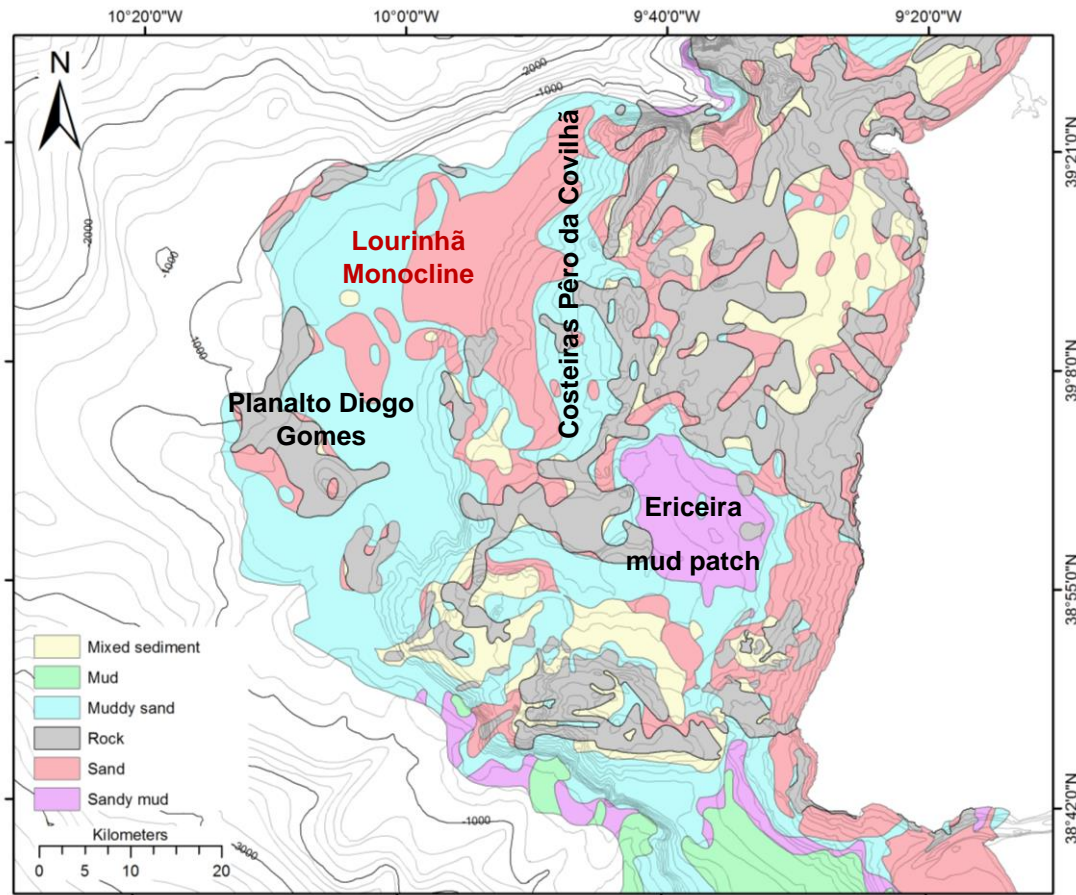 10°20'0"W 10°0'0"W 9°40'0"W 9°20'0"W
N
-2000
-1000
39°21'0"N
Costeiras Pêro da Covilhã
Lourinhã
Monocline
-2000
-1000
-1000
39°8'0"N
Planalto Diogo
Gomes
Ericeira
mud patch
38°55'0"N
Mixed sediment
Mud
Muddy sand
Rock
Sand
Sandy mud
38°42'0"N
Kilometers
0 5 10 20
-1000
-3000